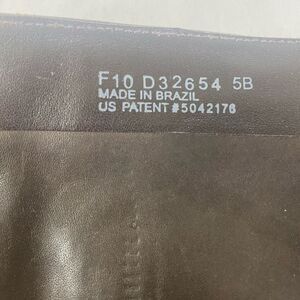 F10 D32654 5B
MADE IN BRAZIL
US PATENT #5042176